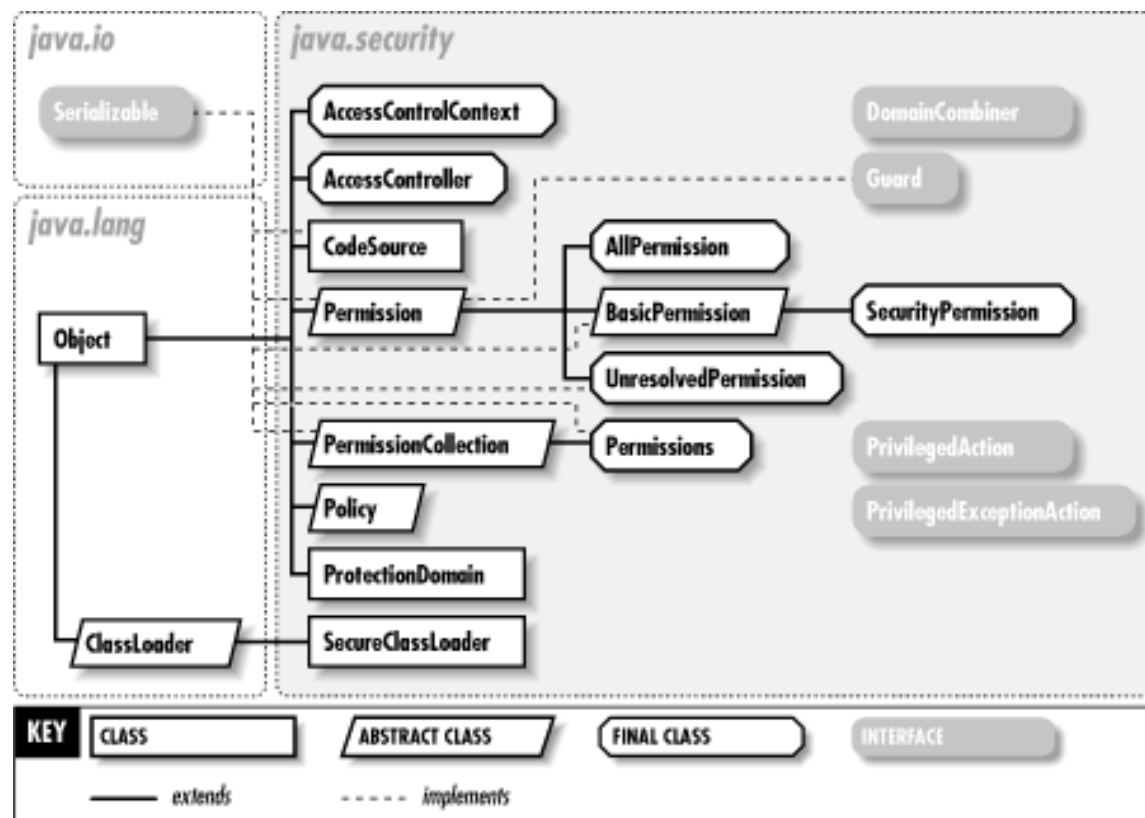 java.io
java.security
Serializable
AccessControlContext
DomainCombiner
AccessController
Guard
java.lang
CodeSource
AllPermission
Permission
BasicPermission
SecurityPermission
Object
UnresolvedPermission
PermissionCollection
Permissions
PrivilegedAction
Policy
PrivilegedExceptionAction
ProtectionDomain
ClassLoader
SecureClassLoader
KEY
CLASS
ABSTRACT CLASS
FINAL CLASS
INTERFACE
extends
implements